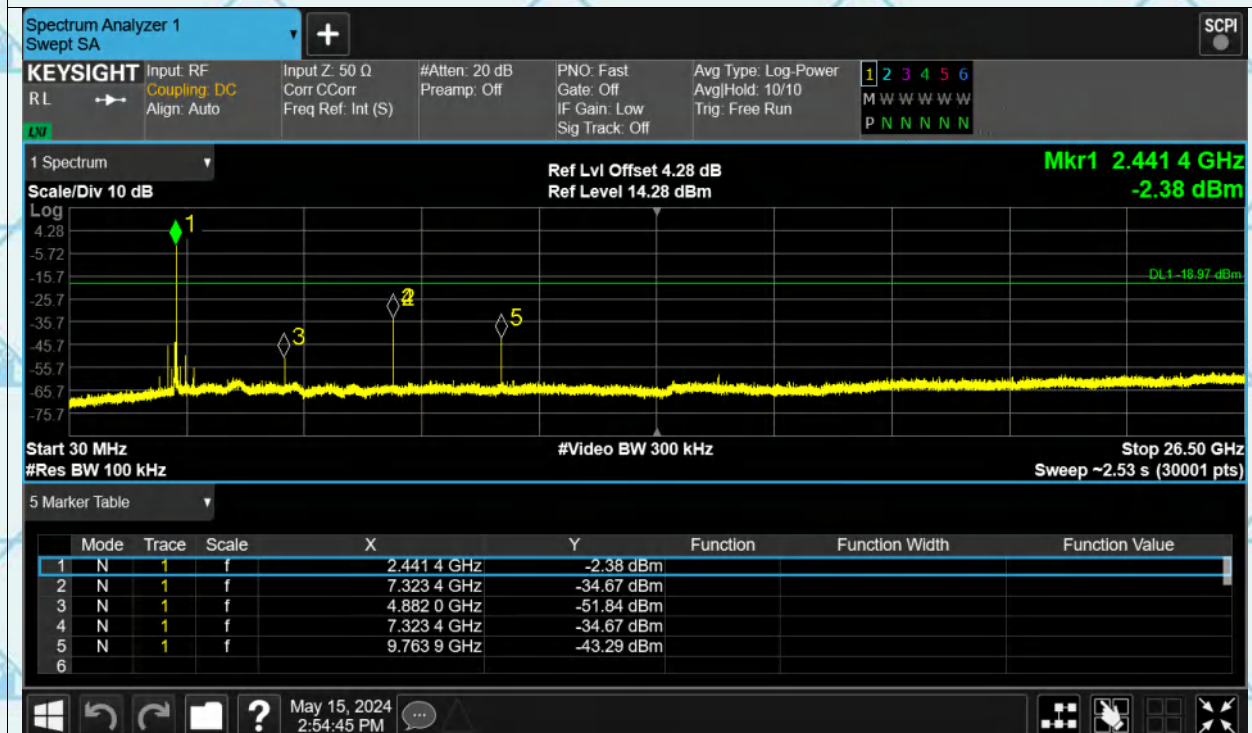 Spectrum Analyzer 1
Swept SA
+
SCPI
KEYSIGHT
RL
LXI
Input: RF
Coupling: DC
Align: Auto
Input Z: 50 Ω
Corr CCorr
Freq Ref: Int (S)
#Atten: 20 dB
Preamp: Off
PNO: Fast
Gate: Off
IF Gain: Low
Sig Track: Off
Avg Type: Log-Power
Avg|Hold: 10/10
Trig: Free Run
1 2 3 4 5 6
M W W W W W
P N N N N N
1 Spectrum
Scale/Div 10 dB
Ref Lvl Offset 4.28 dB
Ref Level 14.28 dBm
Mkr1 2.441 4 GHz
-2.38 dBm
Log
4.28
-5.72
-15.7
-25.7
-35.7
-45.7
-55.7
-65.7
-75.7
1
3
5
DL1 -18.97 dBm
Start 30 MHz
#Video BW 300 kHz
Stop 26.50 GHz
#Res BW 100 kHz
Sweep ~2.53 s (30001 pts)
5 Marker Table
Mode Trace Scale X Y Function Function Width Function Value
1 N 1 f 2.441 4 GHz -2.38 dBm
2 N 1 f 7.323 4 GHz -34.67 dBm
3 N 1 f 4.882 0 GHz -51.84 dBm
4 N 1 f 7.323 4 GHz -34.67 dBm
5 N 1 f 9.763 9 GHz -43.29 dBm
6
?
May 15, 2024
2:54:45 PM